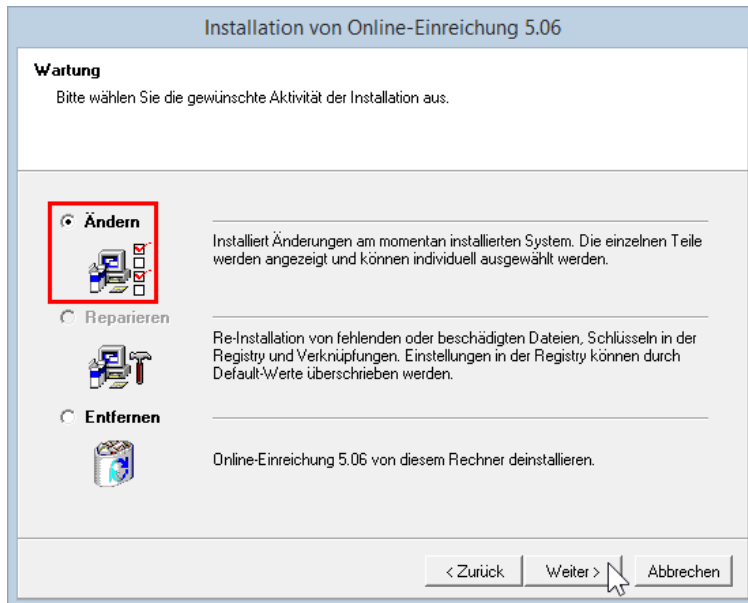 Installation von Online-Einreichung 5.06
Wartung
Bitte wählen Sie die gewünschte Aktivität der Installation aus.
Ändern
Installiert Änderungen am momentan installierten System. Die einzelnen Teile
werden angezeigt und können individuell ausgewählt werden.
Reparieren
Re-Installation von fehlenden oder beschädigten Dateien, Schlüsseln in der
Registry und Verknüpfungen. Einstellungen in der Registry können durch
Default-Werte überschrieben werden.
Entfernen
Online-Einreichung 5.06 von diesem Rechner deinstallieren.
< Zurück
Weiter >
Abbrechen